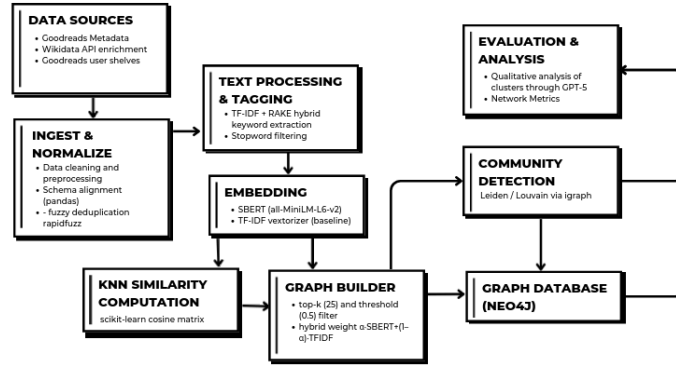 DATA SOURCES
• Goodreads Metadata
• Wikidata API enrichment
• Goodreads user shelves
INGEST &
NORMALIZE
• Data cleaning and
preprocessing
• Schema alignment
(pandas)
• - fuzzy deduplication
rapidfuzz
TEXT PROCESSING
& TAGGING
• TF-IDF + RAKE hybrid
keyword extraction
• Stopword filtering
EMBEDDING
• SBERT (all-MiniLM-L6-v2)
• TF-IDF vextorizer (baseline)
KNN SIMILARITY
COMPUTATION
scikit-learn cosine matrix
GRAPH BUILDER
• top-k (25) and threshold
(0.5) filter
• hybrid weight α·SBERT+(1–
α)·TFIDF
EVALUATION &
ANALYSIS
• Qualitative analysis of
clusters through GPT-5
• Network Metrics
COMMUNITY
DETECTION
Leiden / Louvain via igraph
GRAPH DATABASE
(NEO4J)